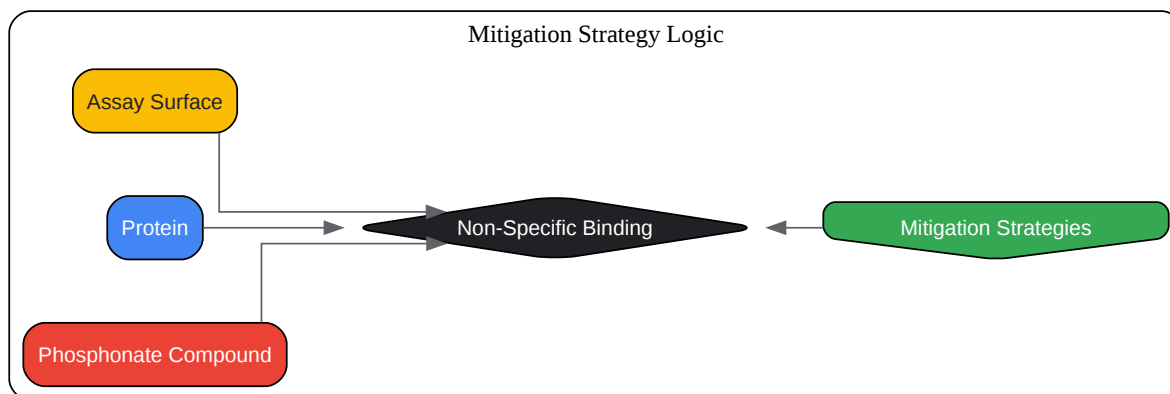 Mitigation Strategy Logic
Assay Surface
Protein
Non-Specific Binding
Mitigation Strategies
Phosphonate Compound